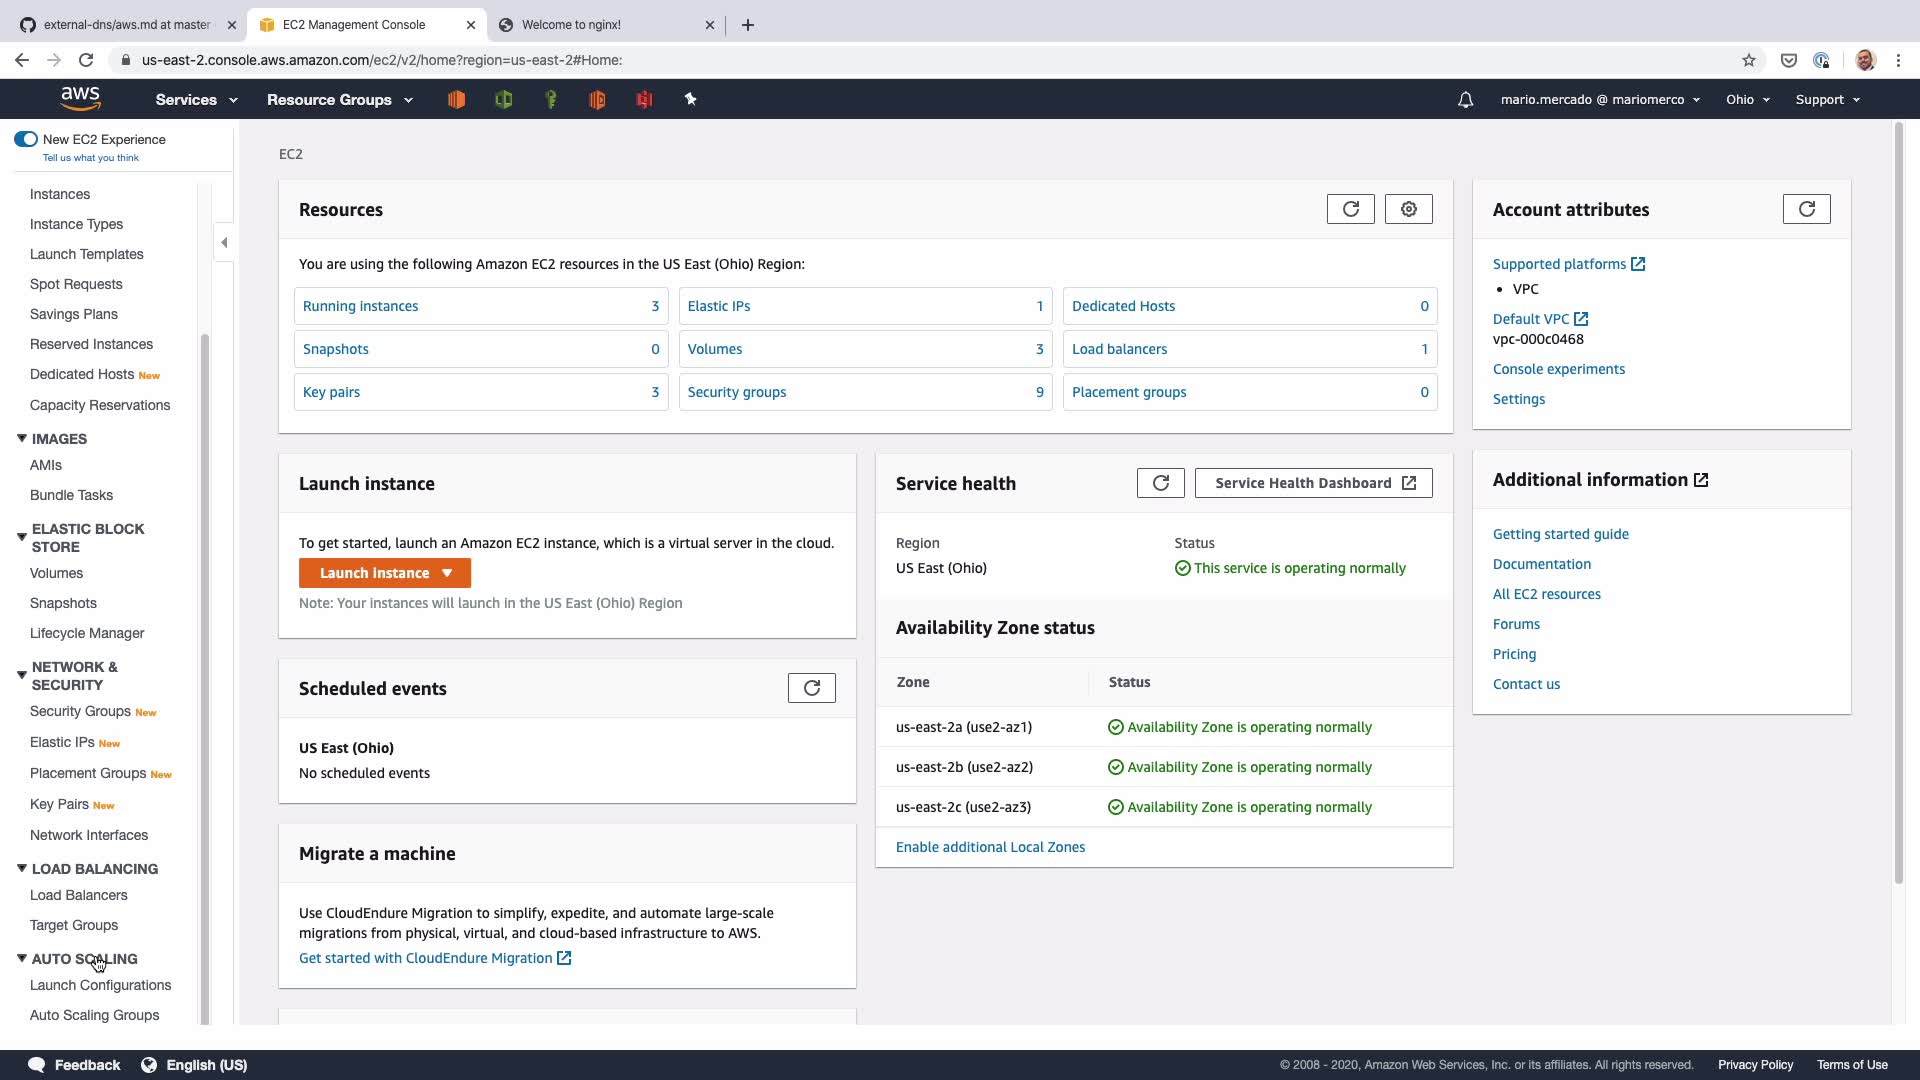 external-dns/aws.md at master
EC2 Management Console
Welcome to nginx!
us-east-2.console.aws.amazon.com/ec2/v2/home?region=us-east-2#Home:
aws
Services
Resource Groups
mario.mercado @ mariomerco
Ohio
Support
New EC2 Experience
Tell us what you think
Instances
Instance Types
Launch Templates
Spot Requests
Savings Plans
Reserved Instances
Dedicated Hosts New
Capacity Reservations
IMAGES
AMIs
Bundle Tasks
ELASTIC BLOCK
STORE
Volumes
Snapshots
Lifecycle Manager
NETWORK &
SECURITY
Security Groups New
Elastic IPs New
Placement Groups New
Key Pairs New
Network Interfaces
LOAD BALANCING
Load Balancers
Target Groups
AUTO SCALING
Launch Configurations
Auto Scaling Groups
EC2
Resources
You are using the following Amazon EC2 resources in the US East (Ohio) Region:
Running instances 3
Elastic IPs 1
Dedicated Hosts 0
Snapshots 0
Volumes 3
Load balancers 1
Key pairs 3
Security groups 9
Placement groups 0
Launch instance
To get started, launch an Amazon EC2 instance, which is a virtual server in the cloud.
Launch instance
Note: Your instances will launch in the US East (Ohio) Region
Scheduled events
US East (Ohio)
No scheduled events
Migrate a machine
Use CloudEndure Migration to simplify, expedite, and automate large-scale
migrations from physical, virtual, and cloud-based infrastructure to AWS.
Get started with CloudEndure Migration
Service health
Service Health Dashboard
Region
Status
US East (Ohio)
This service is operating normally
Availability Zone status
Zone
Status
us-east-2a (use2-az1)
Availability Zone is operating normally
us-east-2b (use2-az2)
Availability Zone is operating normally
us-east-2c (use2-az3)
Availability Zone is operating normally
Enable additional Local Zones
Account attributes
Supported platforms
• VPC
Default VPC
vpc-000c0468
Console experiments
Settings
Additional information
Getting started guide
Documentation
All EC2 resources
Forums
Pricing
Contact us
Feedback
English (US)
© 2008 - 2020, Amazon Web Services, Inc. or its affiliates. All rights reserved.
Privacy Policy
Terms of Use